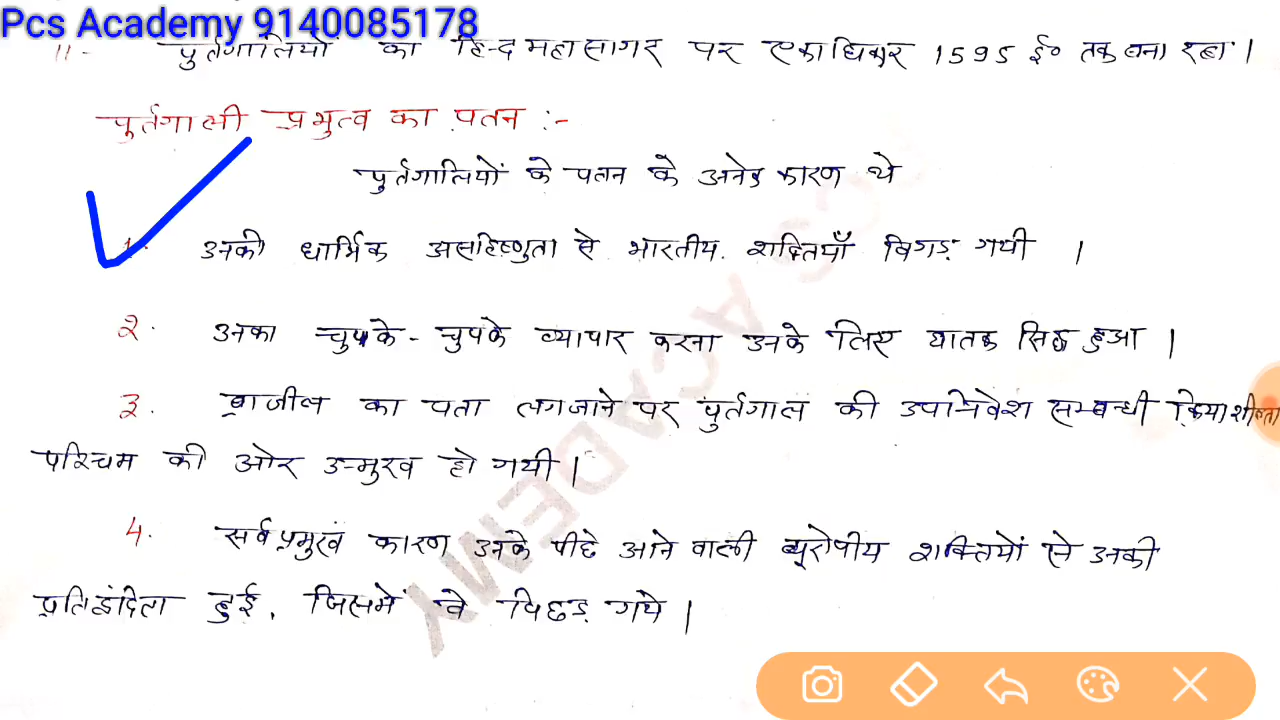 Pcs Academy 9140085178
11- पुर्तगालियों का हिन्दमहासागर पर एकाधिकार 1595 ई० तक बना रहा ।
पुर्तगाली प्रभुत्व का पतन :-
पुर्तगालियों के पतन के अनेक कारण थे
1. उनकी धार्मिक असहिष्णुता से भारतीय शक्तियाँ बिगड़ गयी ।
2. उनका चुपके - चुपके व्यापार करना उनके लिए घातक सिद्ध हुआ ।
3. ब्राजील का पता लगजाने पर पुर्तगाल की उपनिवेश सम्बन्धी क्रियाशीलता
पश्चिम की ओर उन्मुख हो गयी ।
4. सर्वप्रमुख कारण उनके पीछे आने वाली यूरोपीय शक्तियों से उनकी
प्रतिद्वंदिता हुई , जिसमें वे पिछड़ गये ।
CS ACADEMY